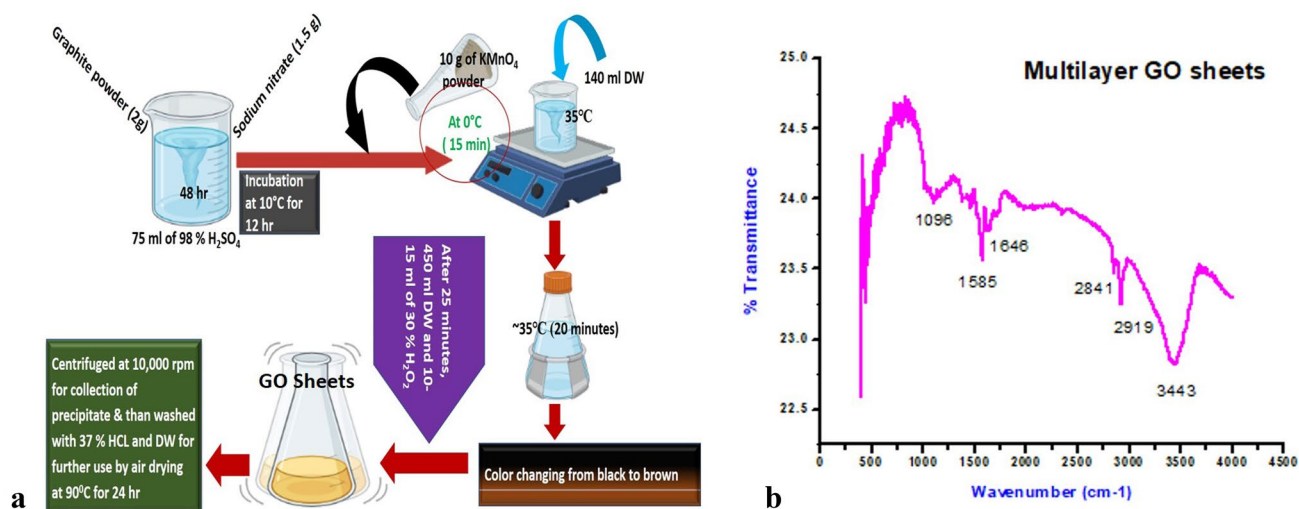 Graphite powder (2g)
Sodium nitrate (1.5 g)
48 hr
75 ml of 98 % H₂SO₄
Incubation
at 10°C for
12 hr
10 g of KMnO₄
powder
At 0°C
( 15 min)
140 ml DW
35°C
~35°C (20 minutes)
Color changing from black to brown
After 25 minutes,
450 ml DW and 10-
15 ml of 30 % H₂O₂
GO Sheets
Centrifuged at 10,000 rpm
for collection of
precipitate & than washed
with 37 % HCL and DW for
further use by air drying
at 90⁰C for 24 hr
a
Multilayer GO sheets
% Transmittance
25.0
24.5
24.0
23.5
23.0
22.5
1096
1585
1646
2841
2919
3443
0 500 1000 1500 2000 2500 3000 3500 4000 4500
Wavenumber (cm-1)
b